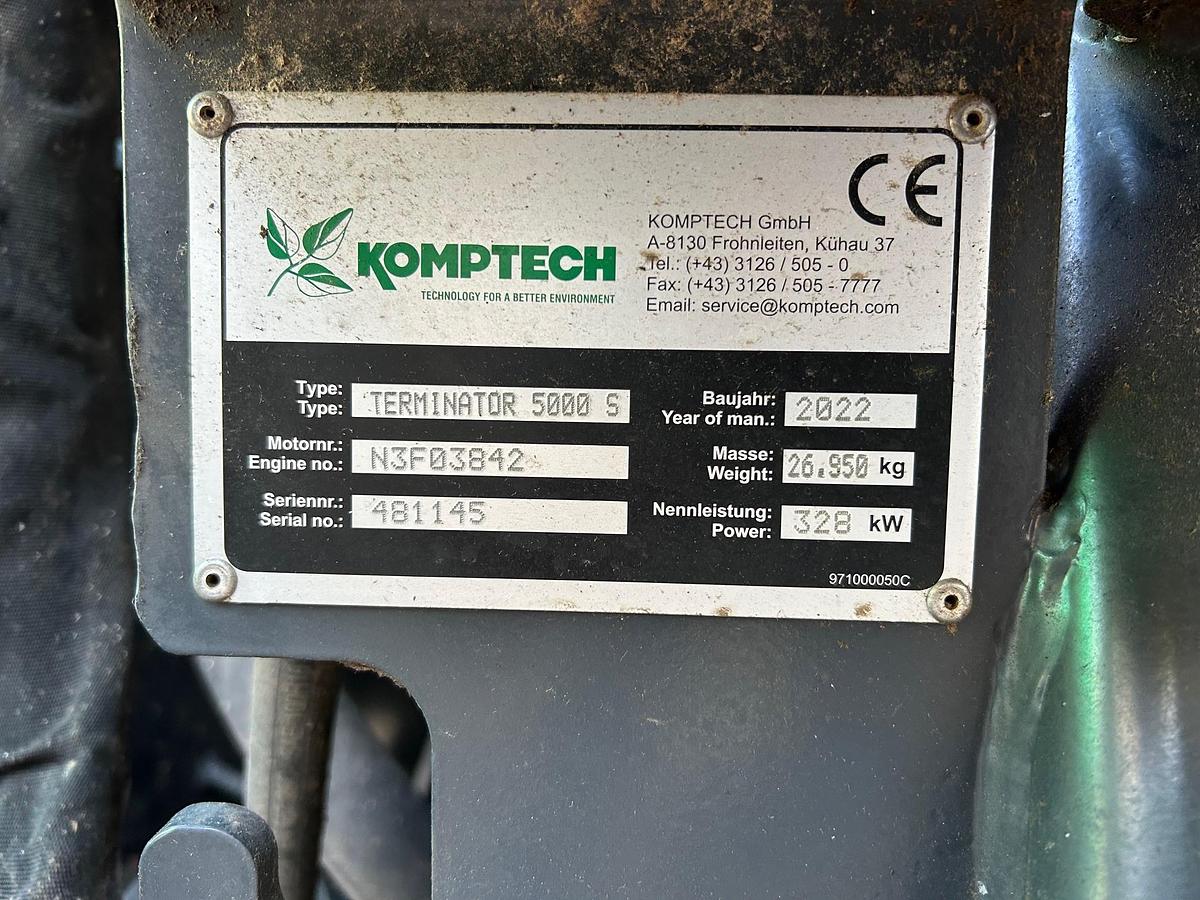 CE
KOMPTECH
TECHNOLOGY FOR A BETTER ENVIRONMENT
KOMPTECH GmbH
A-8130 Frohnleiten, Kühau 37
Tel.: (+43) 3126 / 505 - 0
Fax: (+43) 3126 / 505 - 7777
Email: service@komptech.com
Type:
Type: TERMINATOR 5000 S
Motornr.:
Engine no.: N3F03842
Seriennr.:
Serial no.: 481145
Baujahr:
Year of man.: 2022
Masse:
Weight: 26.950 kg
Nennleistung:
Power: 328 kW
971000050C